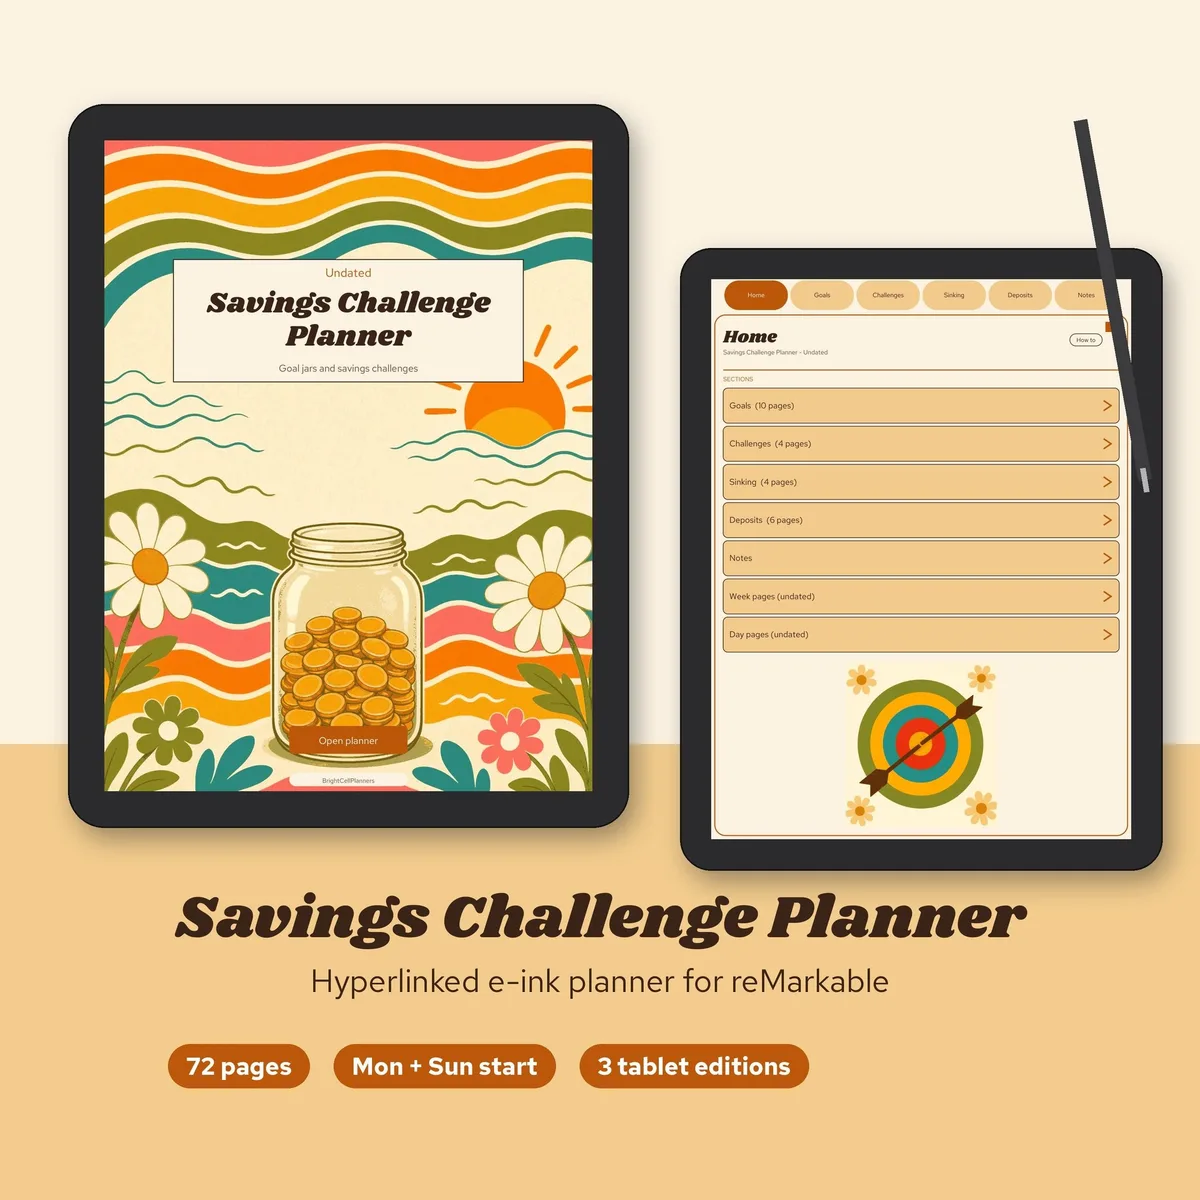 Undated
Savings Challenge
Planner
Goal jars and savings challenges
Open planner
BrightCellPlanners
Home
Goals
Challenges
Sinking
Deposits
Notes
Home
How to
Savings Challenge Planner - Undated
SECTIONS
Goals (10 pages)
Challenges (4 pages)
Sinking (4 pages)
Deposits (6 pages)
Notes
Week pages (undated)
Day pages (undated)
Savings Challenge Planner
Hyperlinked e-ink planner for reMarkable
72 pages
Mon + Sun start
3 tablet editions